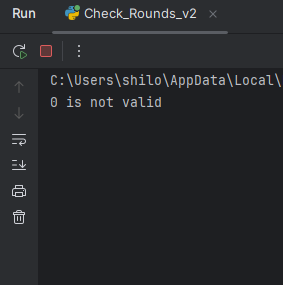 Run Check_Rounds_v2
C:\Users\shilo\AppData\Local\
0 is not valid